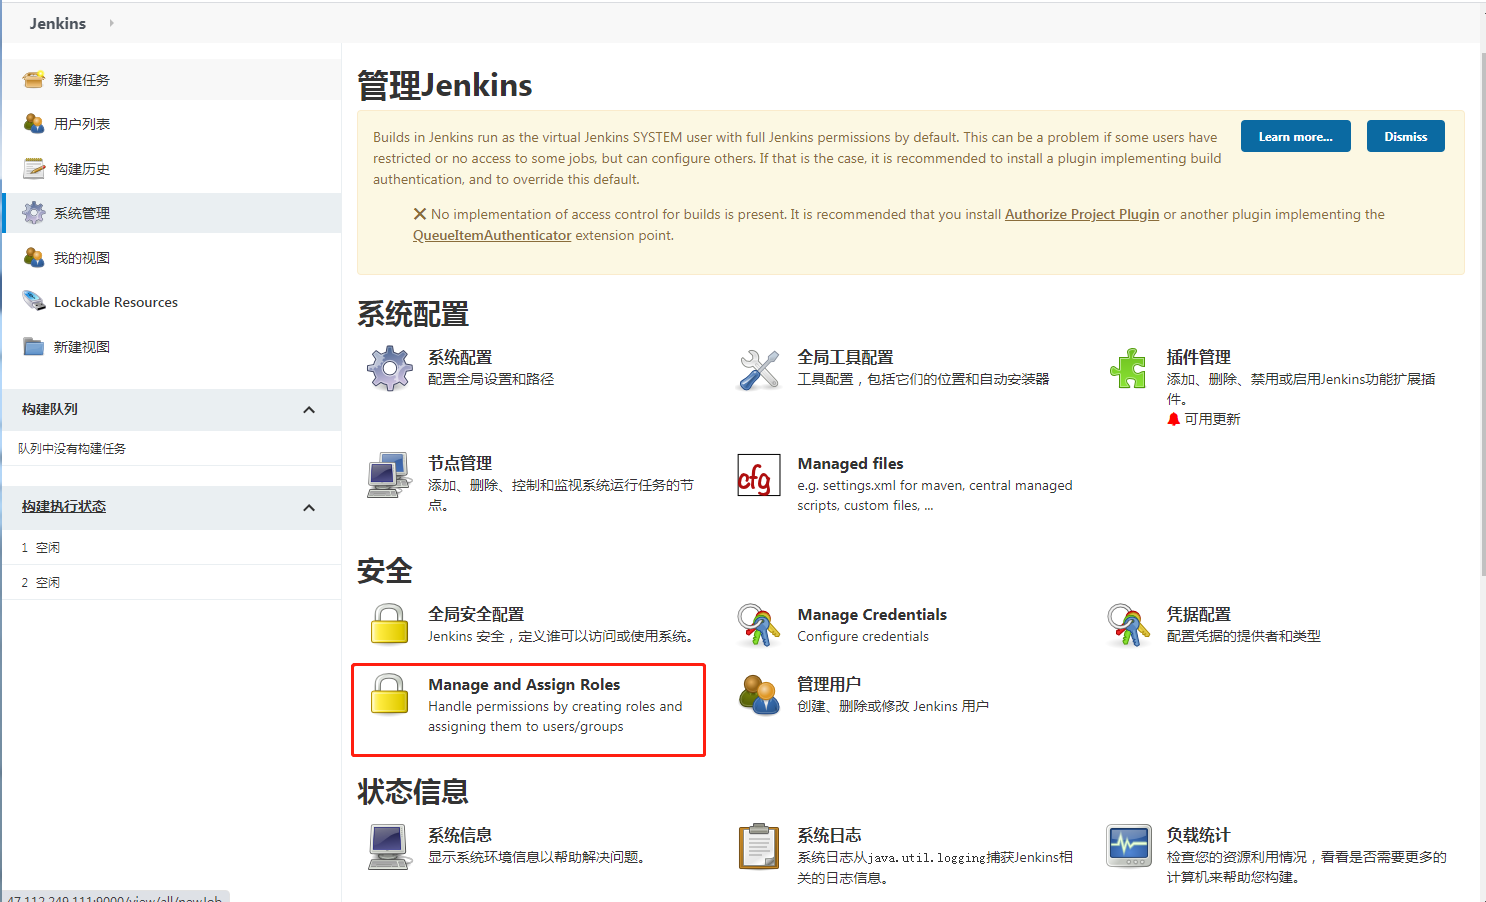 Jenkins
新建任务
用户列表
构建历史
系统管理
我的视图
Lockable Resources
新建视图
构建队列
队列中没有构建任务
构建执行状态
1 空闲
2 空闲
管理Jenkins
Builds in Jenkins run as the virtual Jenkins SYSTEM user with full Jenkins permissions by default. This can be a problem if some users have
restricted or no access to some jobs, but can configure others. If that is the case, it is recommended to install a plugin implementing build
authentication, and to override this default.
Learn more...
Dismiss
No implementation of access control for builds is present. It is recommended that you install Authorize Project Plugin or another plugin implementing the
QueueItemAuthenticator extension point.
系统配置
系统配置
配置全局设置和路径
全局工具配置
工具配置，包括它们的位置和自动安装器
插件管理
添加、删除、禁用或启用Jenkins功能扩展插
件。
可用更新
节点管理
添加、删除、控制和监视系统运行任务的节
点。
cfg
Managed files
e.g. settings.xml for maven, central managed
scripts, custom files, ...
安全
全局安全配置
Jenkins 安全，定义谁可以访问或使用系统。
Manage Credentials
Configure credentials
凭据配置
配置凭据的提供者和类型
Manage and Assign Roles
Handle permissions by creating roles and
assigning them to users/groups
管理用户
创建、删除或修改 Jenkins 用户
状态信息
系统信息
显示系统环境信息以帮助解决问题。
系统日志
系统日志从java.util.logging捕获Jenkins相
关的日志信息。
负载统计
检查您的资源利用情况，看看是否需要更多的
计算机来帮助您构建。
47.112.249.111:9000/view/all/newJob